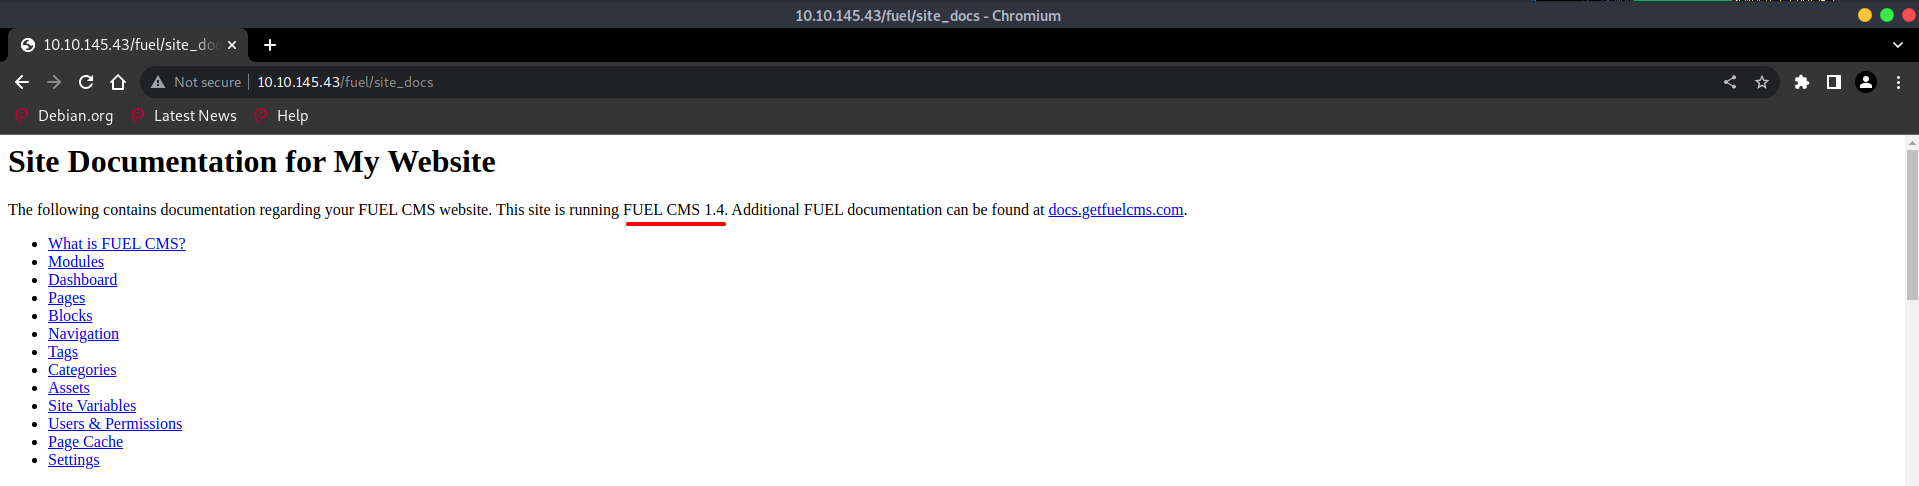 10.10.145.43/fuel/site_docs - Chromium
10.10.145.43/fuel/site_do
Not secure 10.10.145.43/fuel/site_docs
Debian.org Latest News Help
Site Documentation for My Website
The following contains documentation regarding your FUEL CMS website. This site is running FUEL CMS 1.4. Additional FUEL documentation can be found at docs.getfuelcms.com.
What is FUEL CMS?
Modules
Dashboard
Pages
Blocks
Navigation
Tags
Categories
Assets
Site Variables
Users & Permissions
Page Cache
Settings